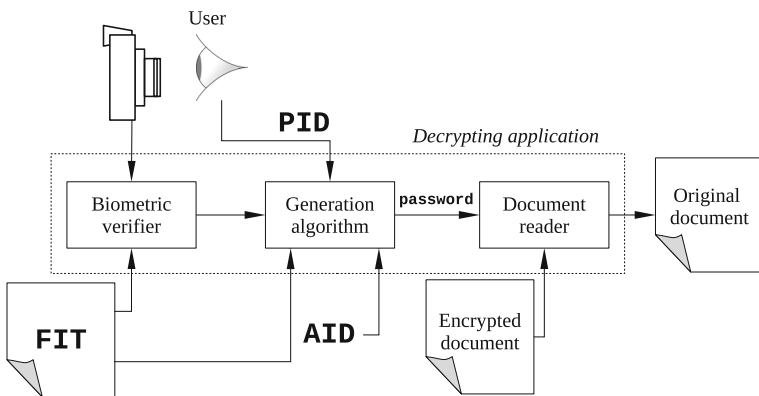 User
PID
Decrypting application
Biometric
verifier
Generation
algorithm
password
Document
reader
Original
document
FIT
AID
Encrypted
document